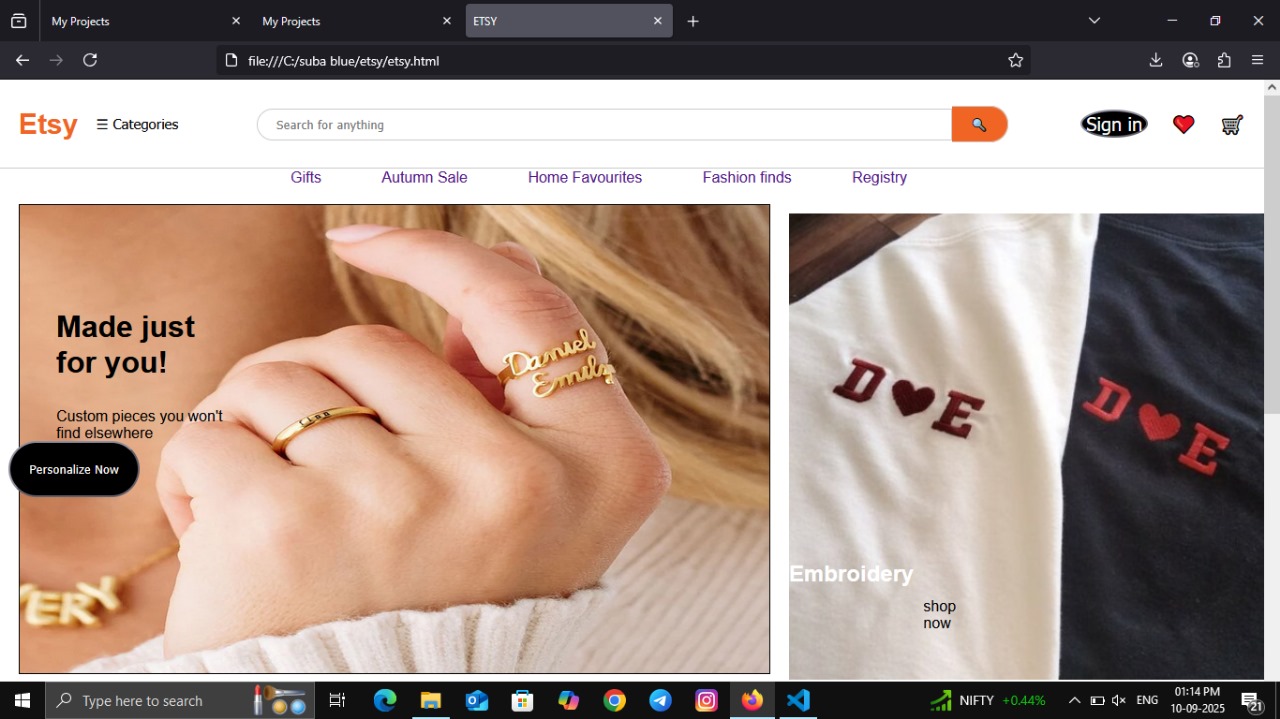 My Projects
My Projects
ETSY
file:///C:/suba blue/etsy/etsy.html
Etsy
☰ Categories
Search for anything
Sign in
Gifts
Autumn Sale
Home Favourites
Fashion finds
Registry
Made just
for you!
Custom pieces you won't
find elsewhere
Personalize Now
Daniel
Emily
VERY
D♥E
D♥E
Embroidery
shop
now
Type here to search
NIFTY +0.44%
ENG
01:14 PM
10-09-2025
21